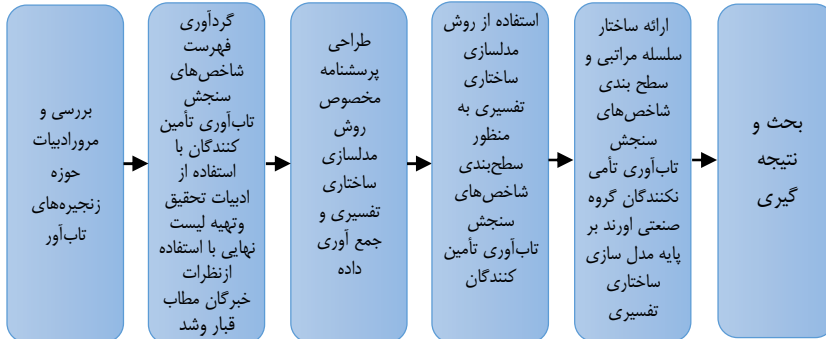 بررسی و
مرورادبیات
حوزه
زنجیره‌های
تاب‌آور
گردآوری
فهرست
شاخص‌های
سنجش
تاب‌آوری تأمین
کنندگان با
استفاده از
ادبیات تحقیق
وتهیه لیست
نهایی با استفاده
ازنظرات
خبرگان مطاب
قبار وشد
طراحی
پرسشنامه
مخصوص
روش
مدلسازی
ساختاری
تفسیری و
جمع آوری
داده
استفاده از روش
مدلسازی
ساختاری
تفسیری به
منظور
سطح‌بندی
شاخص‌های
سنجش
تاب‌آوری تأمین
کنندگان
ارائه ساختار
سلسله مراتبی و
سطح بندی
شاخص‌های
سنجش
تاب‌آوری تأمی
نکنندگان گروه
صنعتی اورند بر
پایه مدل سازی
ساختاری
تفسیری
بحث و
نتیجه
گیری